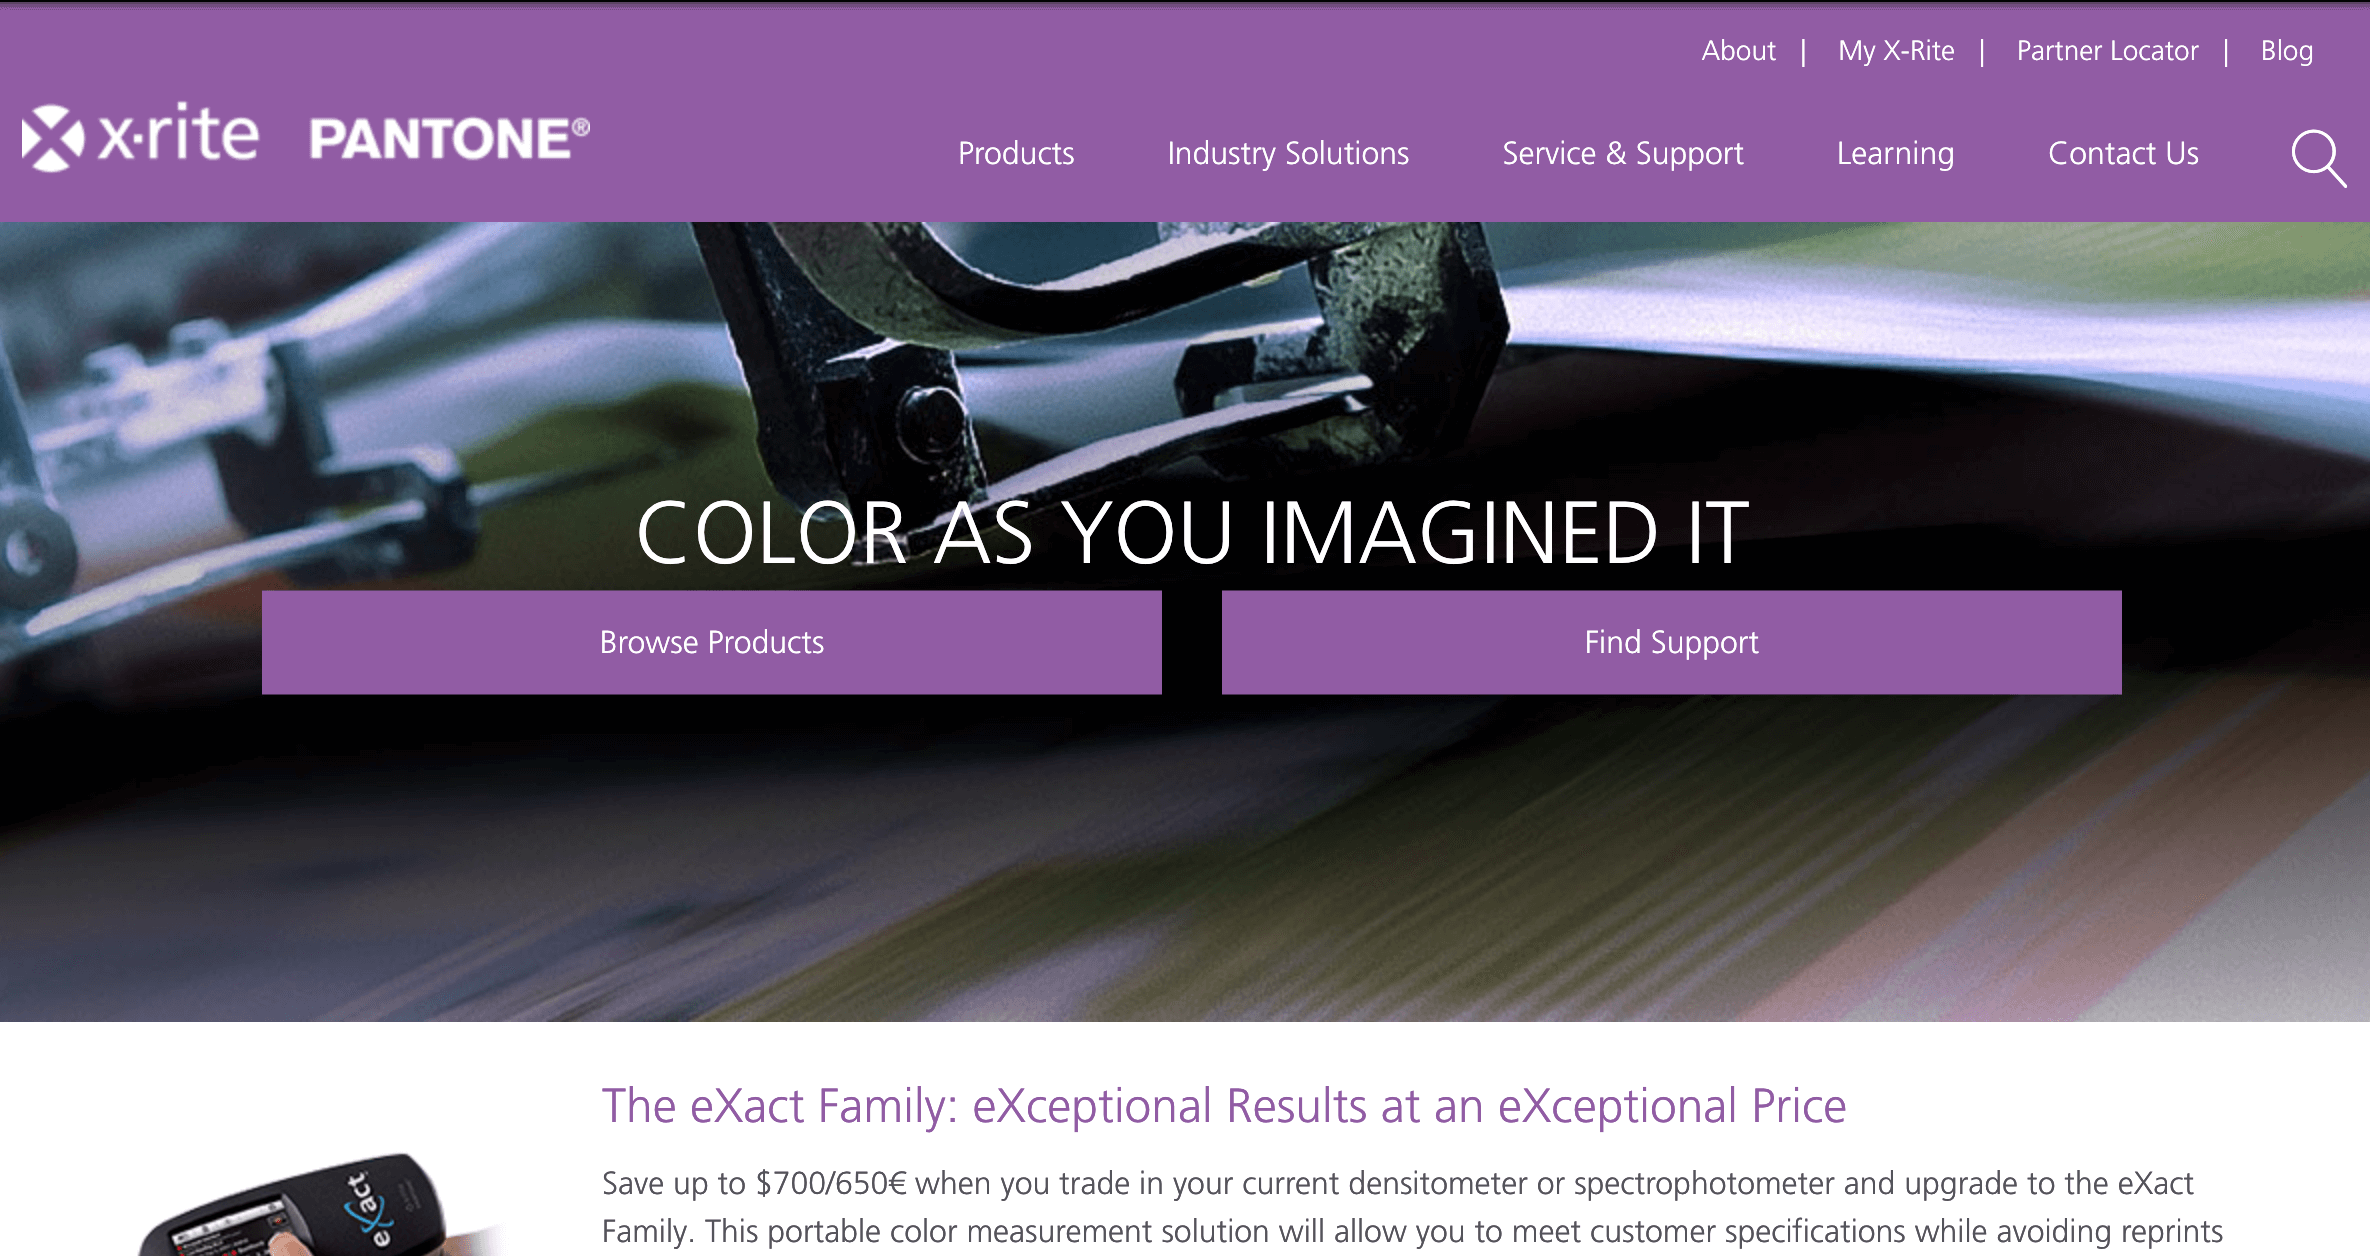 About | My X-Rite | Partner Locator | Blog
x·rite PANTONE®
Products Industry Solutions Service & Support Learning Contact Us
COLOR AS YOU IMAGINED IT
Browse Products Find Support
The eXact Family: eXceptional Results at an eXceptional Price
Save up to $700/650€ when you trade in your current densitometer or spectrophotometer and upgrade to the eXact
Family. This portable color measurement solution will allow you to meet customer specifications while avoiding reprints
eXact